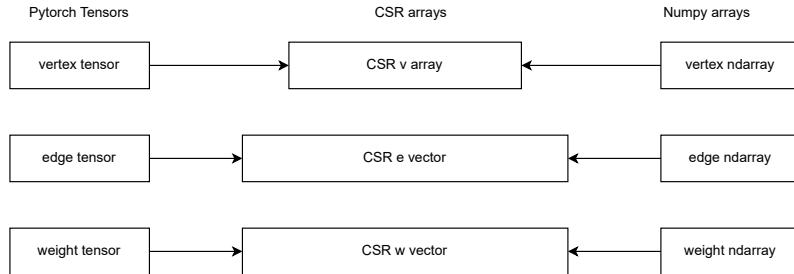 Pytorch Tensors
CSR arrays
Numpy arrays
vertex tensor
CSR v array
vertex ndarray
edge tensor
CSR e vector
edge ndarray
weight tensor
CSR w vector
weight ndarray